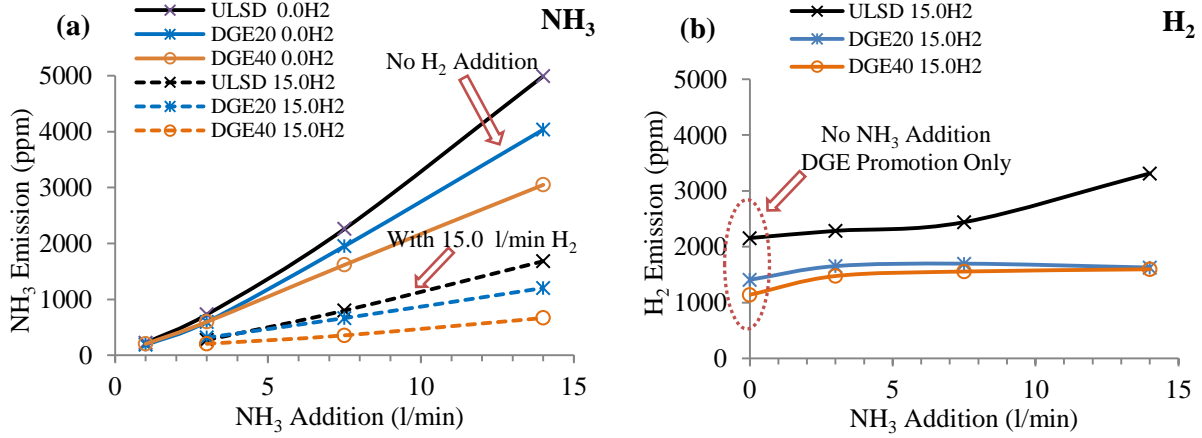 (a)
ULSD 0.0H2
DGE20 0.0H2
DGE40 0.0H2
ULSD 15.0H2
DGE20 15.0H2
DGE40 15.0H2
NH3
No H2 Addition
With 15.0 l/min H2
5000
4000
3000
2000
1000
0
NH3 Emission (ppm)
0 5 10 15
NH3 Addition (l/min)
(b)
ULSD 15.0H2
DGE20 15.0H2
DGE40 15.0H2
H2
No NH3 Addition
DGE Promotion Only
5000
4000
3000
2000
1000
0
H2 Emission (ppm)
0 5 10 15
NH3 Addition (l/min)